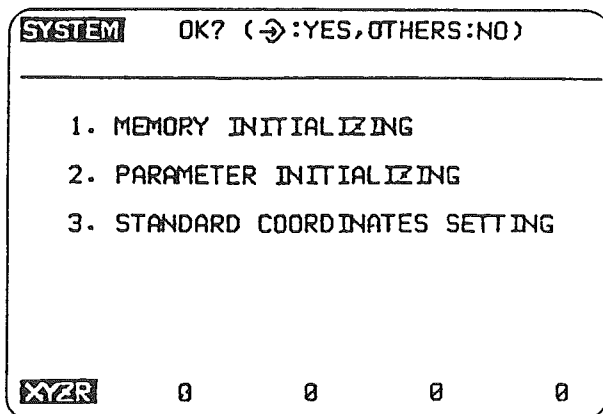 SYSTEM OK? (⎆:YES,OTHERS:NO)
1. MEMORY INITIALIZING
2. PARAMETER INITIALIZING
3. STANDARD COORDINATES SETTING
XYZR 0 0 0 0